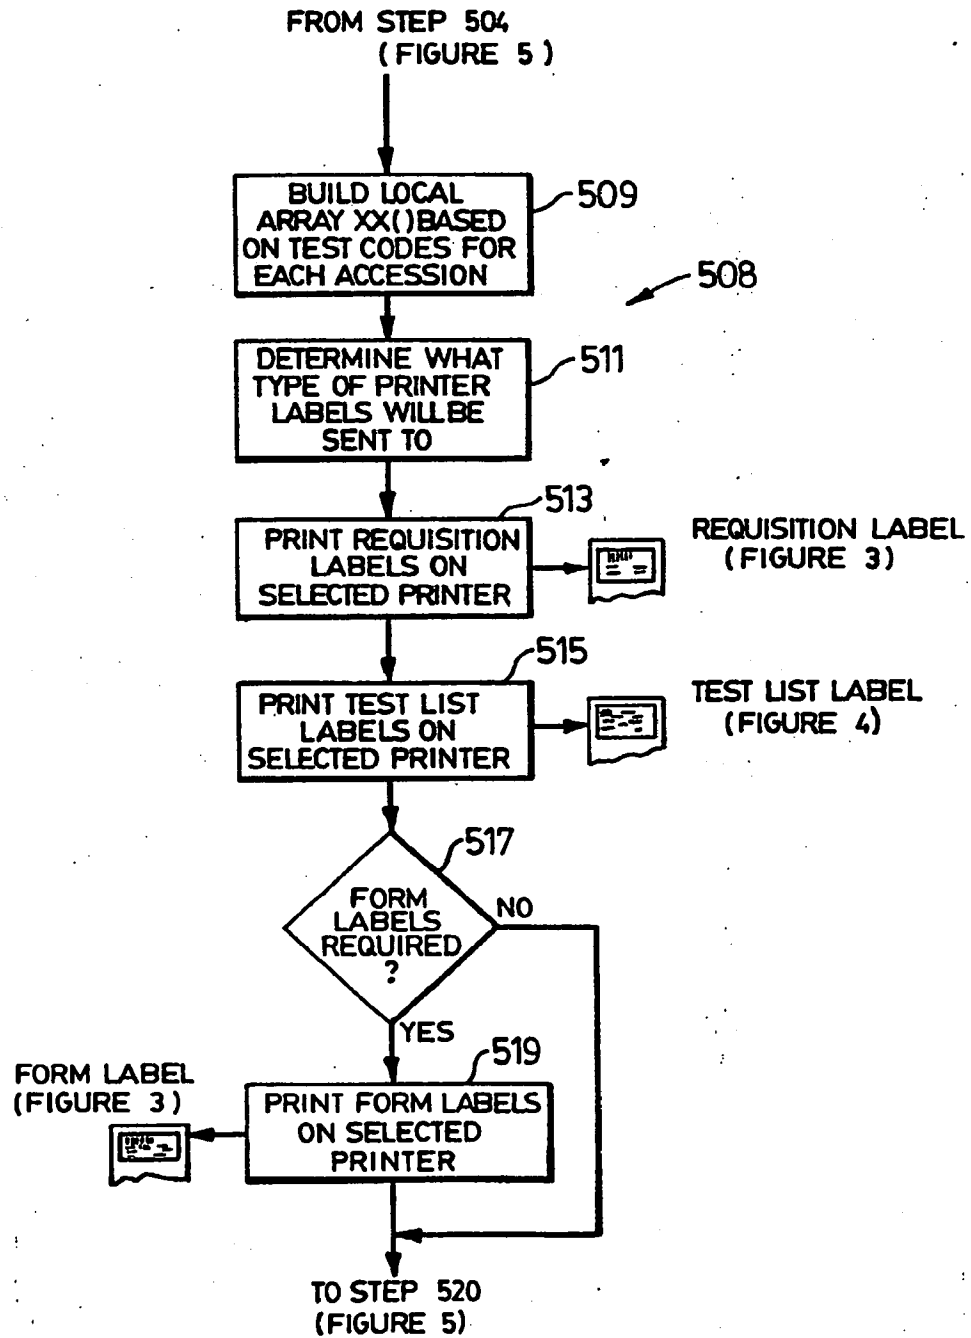 FROM STEP 504
(FIGURE 5)
BUILD LOCAL
ARRAY XX() BASED
ON TEST CODES FOR
EACH ACCESSION
509
508
DETERMINE WHAT
TYPE OF PRINTER
LABELS WILL BE
SENT TO
511
513
PRINT REQUISITION
LABELS ON
SELECTED PRINTER
REQUISITION LABEL
(FIGURE 3)
515
PRINT TEST LIST
LABELS ON
SELECTED PRINTER
TEST LIST LABEL
(FIGURE 4)
517
FORM
LABELS
REQUIRED
?
NO
YES
519
FORM LABEL
(FIGURE 3)
PRINT FORM LABELS
ON SELECTED
PRINTER
TO STEP 520
(FIGURE 5)